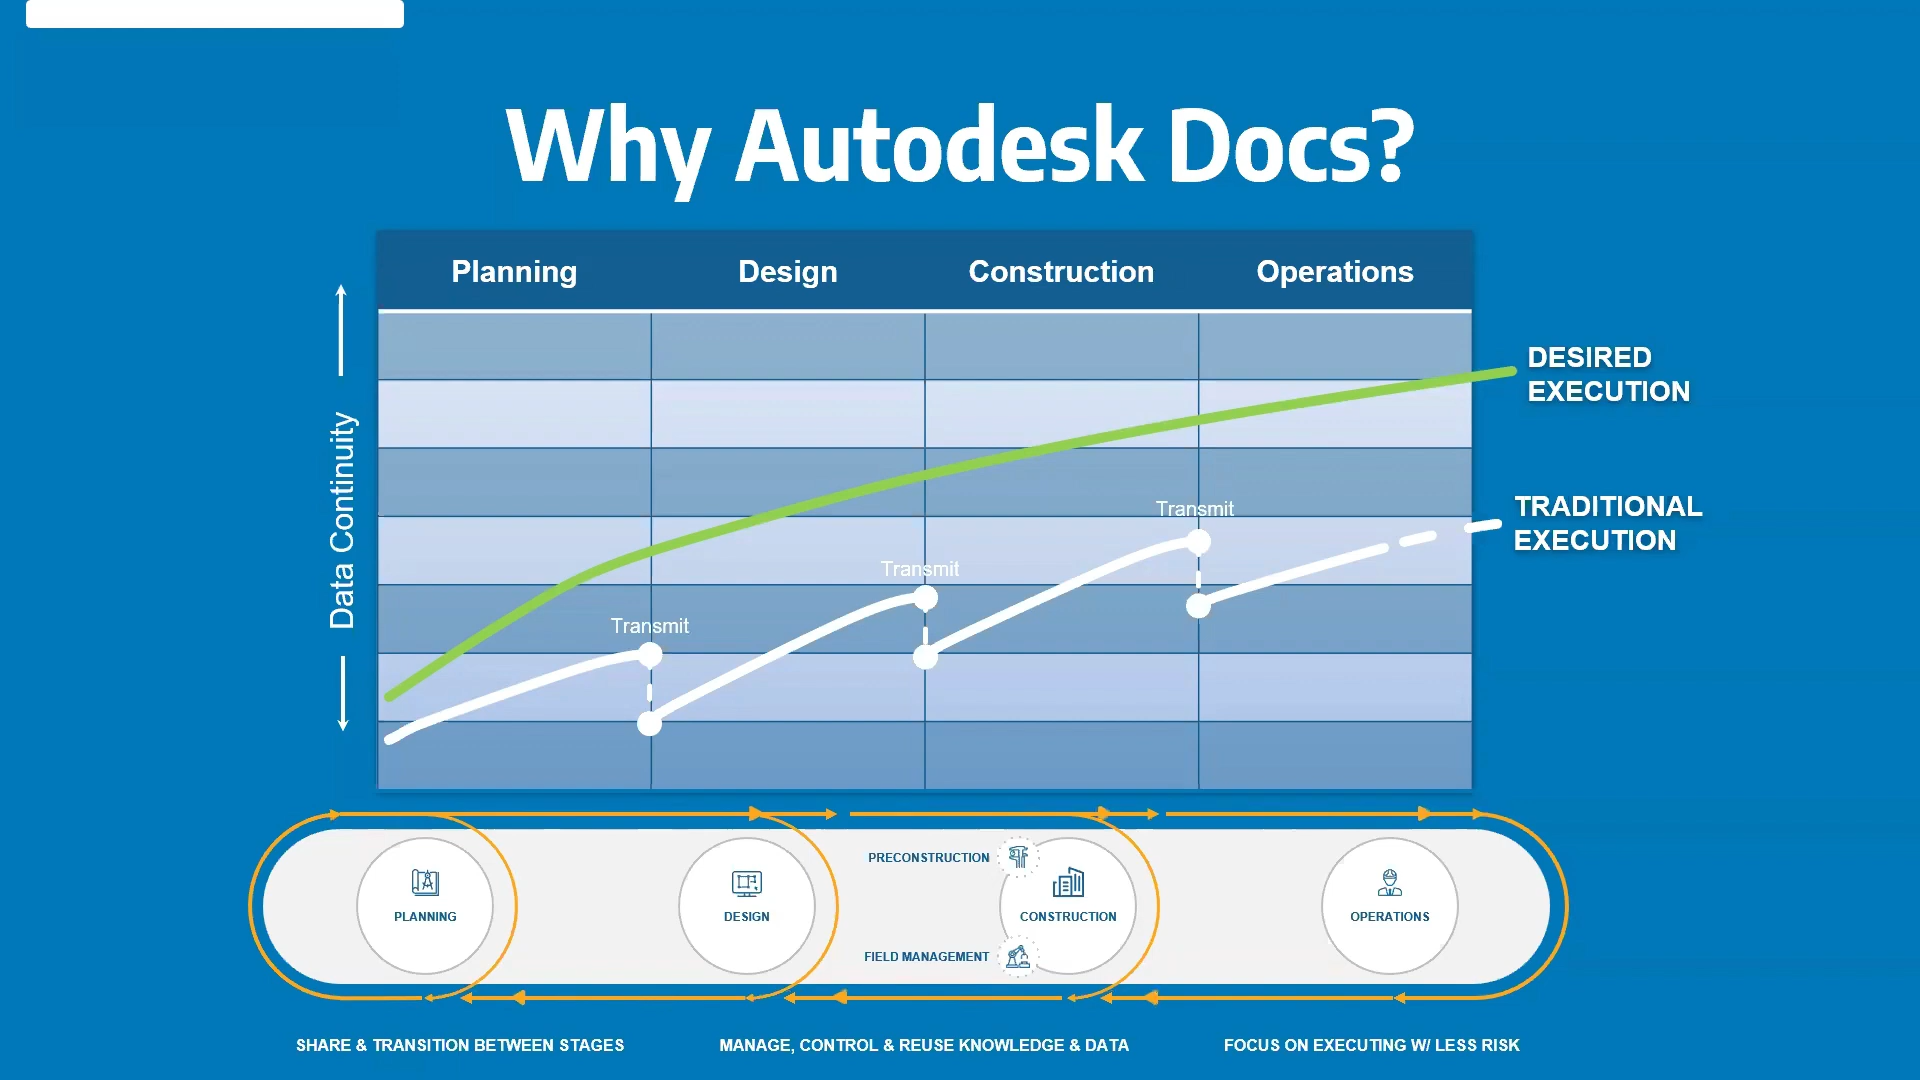 Why Autodesk Docs?
Planning
Design
Construction
Operations
Data Continuity
DESIRED
EXECUTION
TRADITIONAL
EXECUTION
Transmit
Transmit
Transmit
PRECONSTRUCTION
PLANNING
DESIGN
CONSTRUCTION
OPERATIONS
FIELD MANAGEMENT
SHARE & TRANSITION BETWEEN STAGES
MANAGE, CONTROL & REUSE KNOWLEDGE & DATA
FOCUS ON EXECUTING W/ LESS RISK